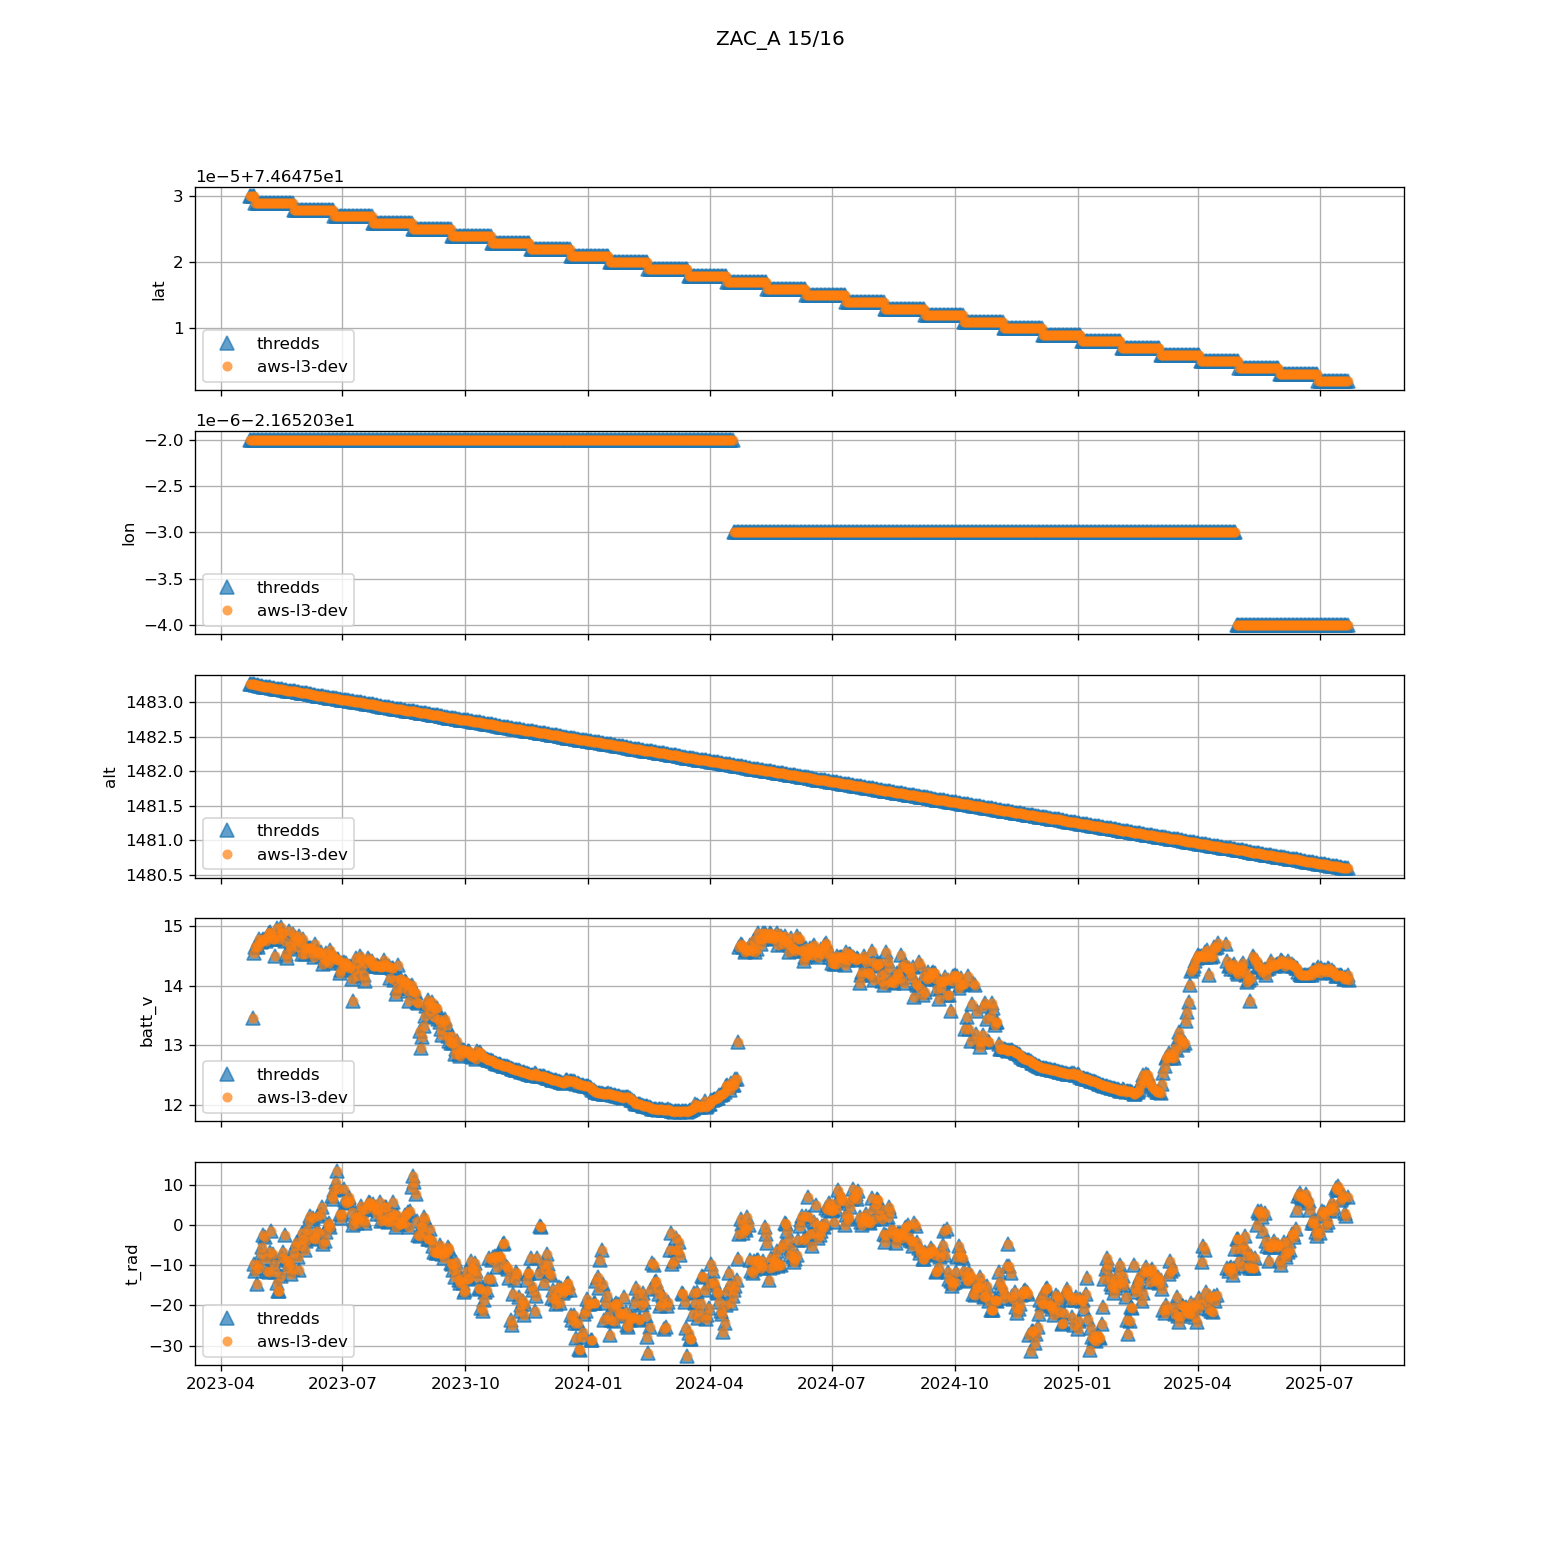 ZAC_A 15/16
1e−5+7.46475e1
3
2
1
lat
thredds
aws-l3-dev
1e−6−2.165203e1
−2.0
−2.5
−3.0
−3.5
−4.0
lon
thredds
aws-l3-dev
1483.0
1482.5
1482.0
1481.5
1481.0
1480.5
alt
thredds
aws-l3-dev
15
14
13
12
batt_v
thredds
aws-l3-dev
10
0
−10
−20
−30
t_rad
thredds
aws-l3-dev
2023-04 2023-07 2023-10 2024-01 2024-04 2024-07 2024-10 2025-01 2025-04 2025-07